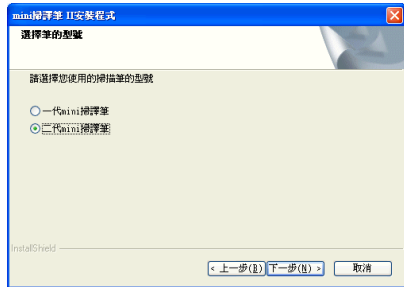 mini掃譯筆 II安裝程式
選擇筆的型號
請選擇您使用的掃描筆的型號
一代mini掃譯筆
二代mini掃譯筆
InstallShield
< 上一步(B) 下一步(N) > 取消